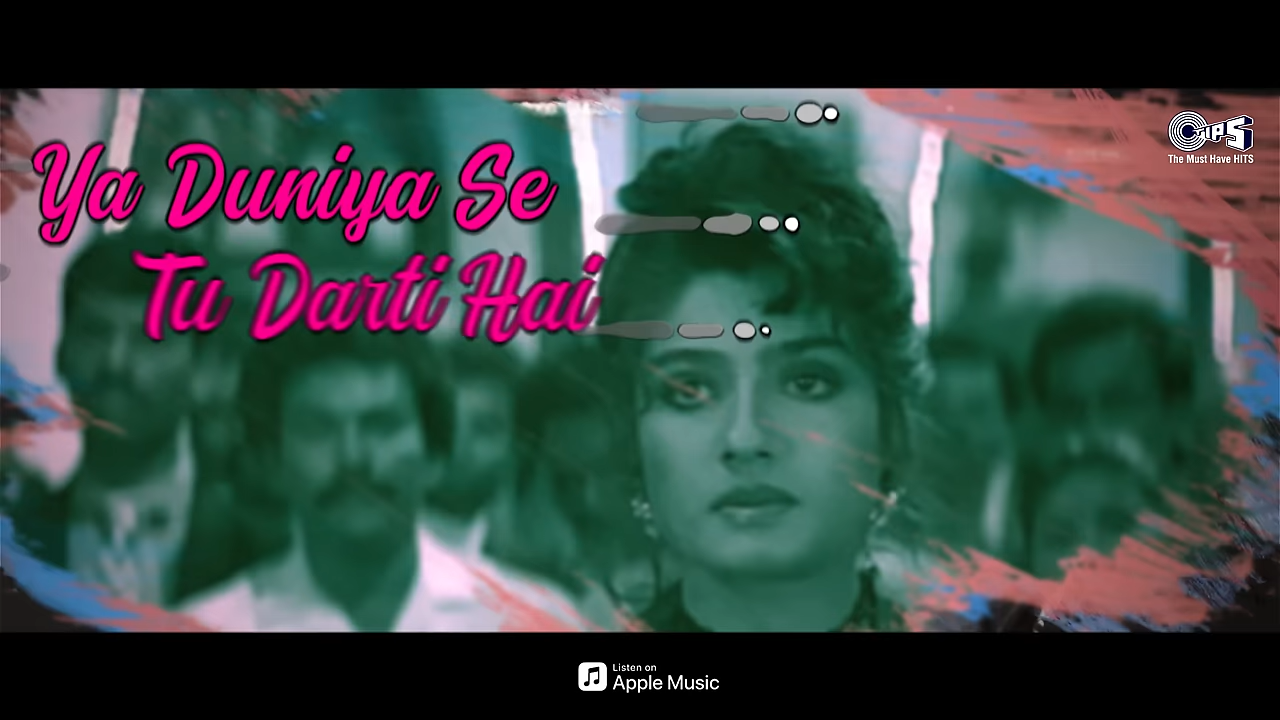 Ya Duniya Se
Tu Darti Hai
TIPS
The Must Have HITS
Listen on
Apple Music